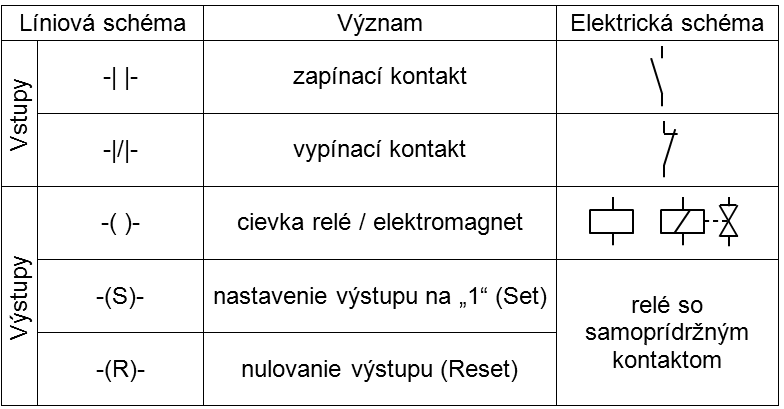 Líniová schéma Význam Elektrická schéma
Vstupy
-| |- zapínací kontakt
-|/|- vypínací kontakt
Výstupy
-( )- cievka relé / elektromagnet
-(S)- nastavenie výstupu na „1“ (Set)
relé so
samoprídržným
kontaktom
-(R)- nulovanie výstupu (Reset)